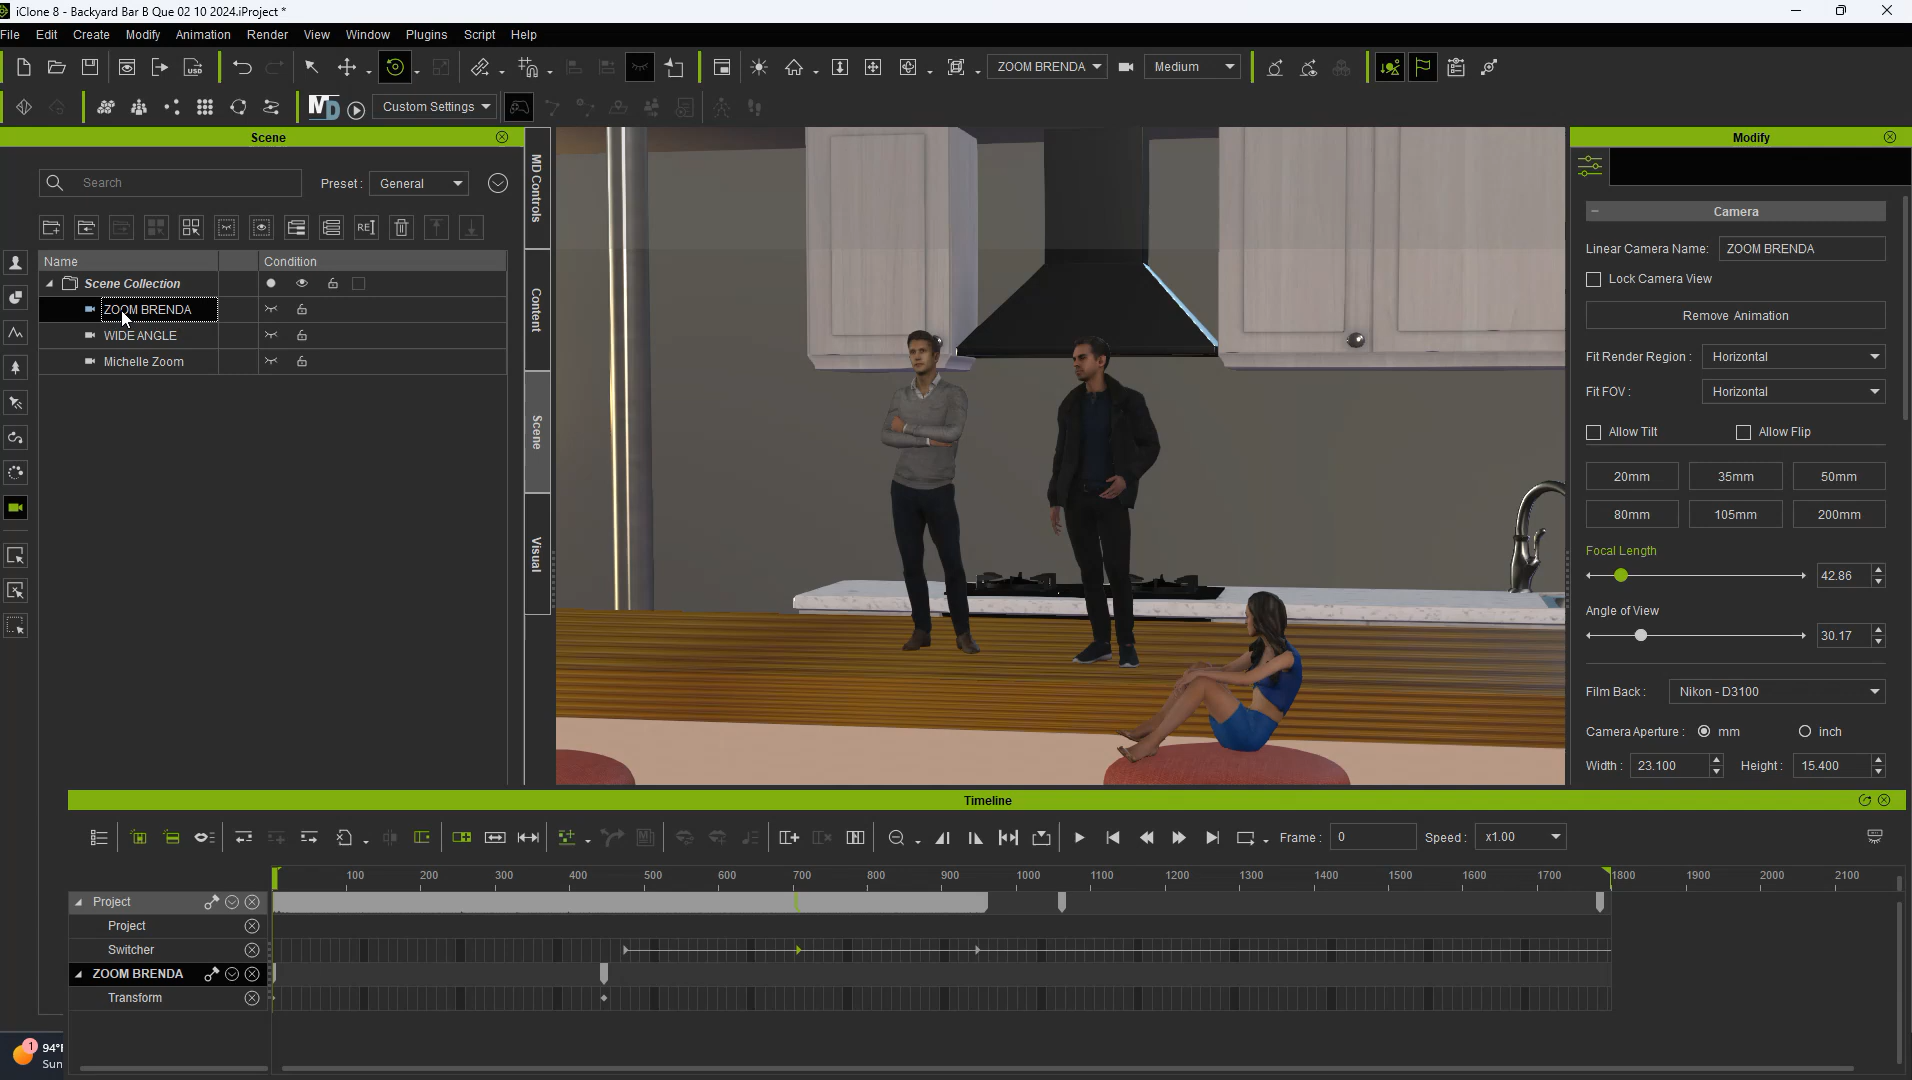 iClone 8 - Backyard Bar B Que 02 10 2024.iProject *
File Edit Create Modify Animation Render View Window Plugins Script Help
USD
ZOOM BRENDA
Medium
MD
Custom Settings
Scene
Modify
Search
Preset : General
REI
Name
Condition
Scene Collection
ZOOM BRENDA
WIDE ANGLE
Michelle Zoom
MD Controls
Content
Scene
Visual
Camera
Linear Camera Name: ZOOM BRENDA
Lock Camera View
Remove Animation
Fit Render Region : Horizontal
Fit FOV : Horizontal
Allow Tilt Allow Flip
20mm 35mm 50mm
80mm 105mm 200mm
Focal Length
42.86
Angle of View
30.17
Film Back : Nikon - D3100
Camera Aperture : mm inch
Width : 23.100 Height : 15.400
Timeline
Frame : 0 Speed : x1.00
100 200 300 400 500 600 700 800 900 1000 1100 1200 1300 1400 1500 1600 1700 1800 1900 2000 2100
Project
Project
Switcher
ZOOM BRENDA
Transform
1
94°F
Sun